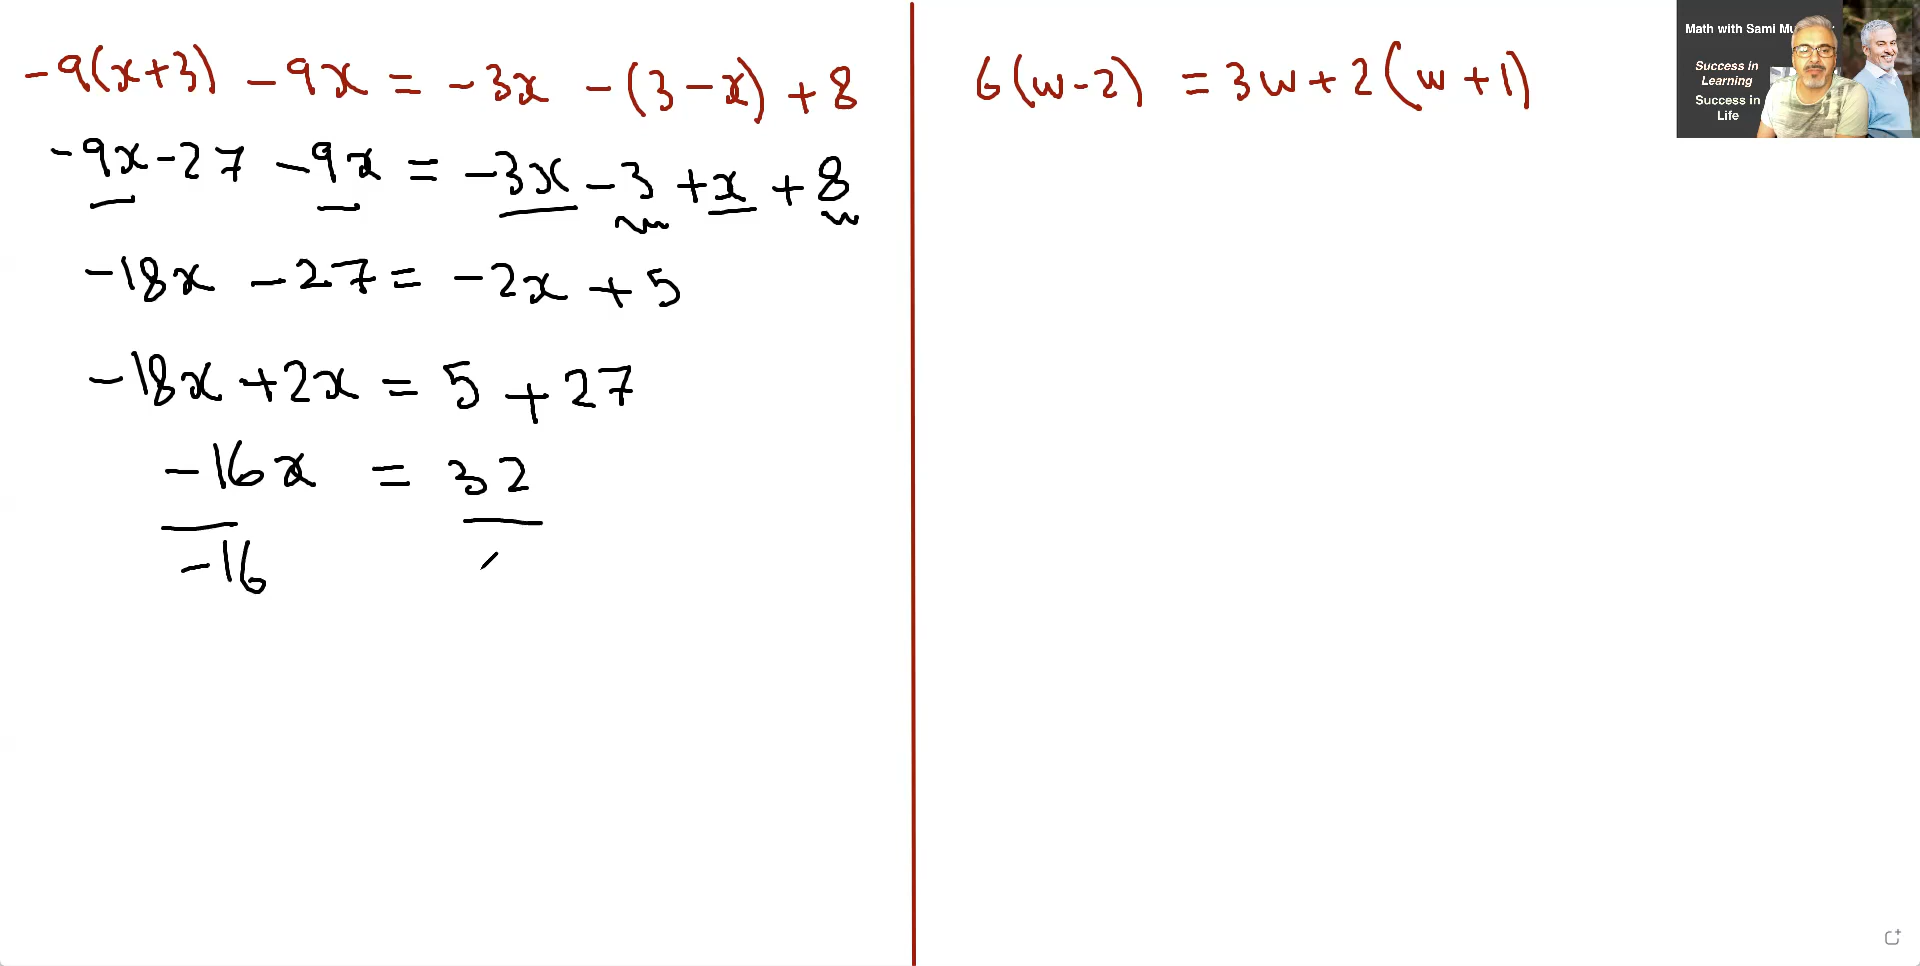 -9(x+3) -9x = -3x -(3-x) +8
-9x -27 -9x = -3x -3 +x +8
-18x -27 = -2x +5
-18x +2x = 5 +27
-16x = 32
-16
6(w-2) = 3w+2(w+1)
Math with Sami
Success in
Learning
Success in
Life